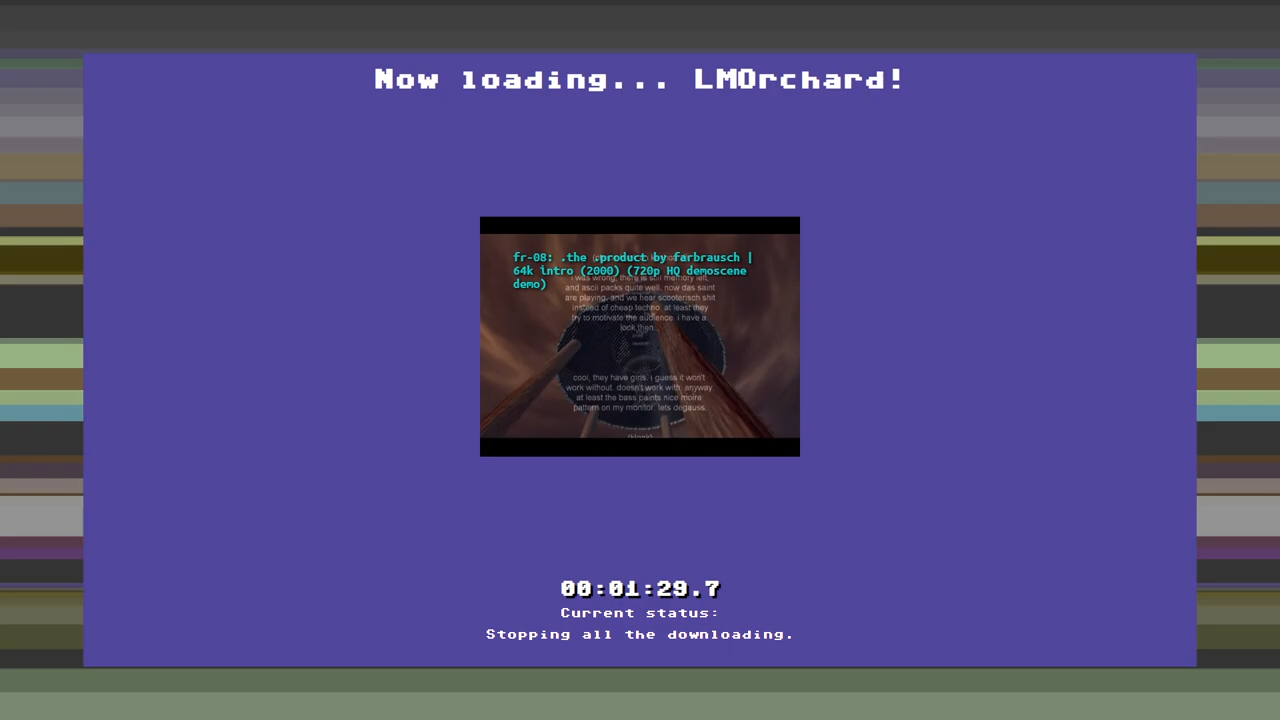 Now loading... LMOrchard!
fr-08: .the .product by farbrausch |
64k intro (2000) (720p HQ demoscene
demo)
i was wrong, there is still memory left,
and ascii packs quite well. now das saint
are playing, and we hear scooterisch shit
instead of cheap techno. at least they
try to motivate the audience. i have a
look then...
cool, they have girls. i guess it won't
work without. doesn't work with. anyway
at least the bass paints nice moire
pattern on my monitor. lets degauss.
(klonk)
00:01:29.7
Current status:
Stopping all the downloading.